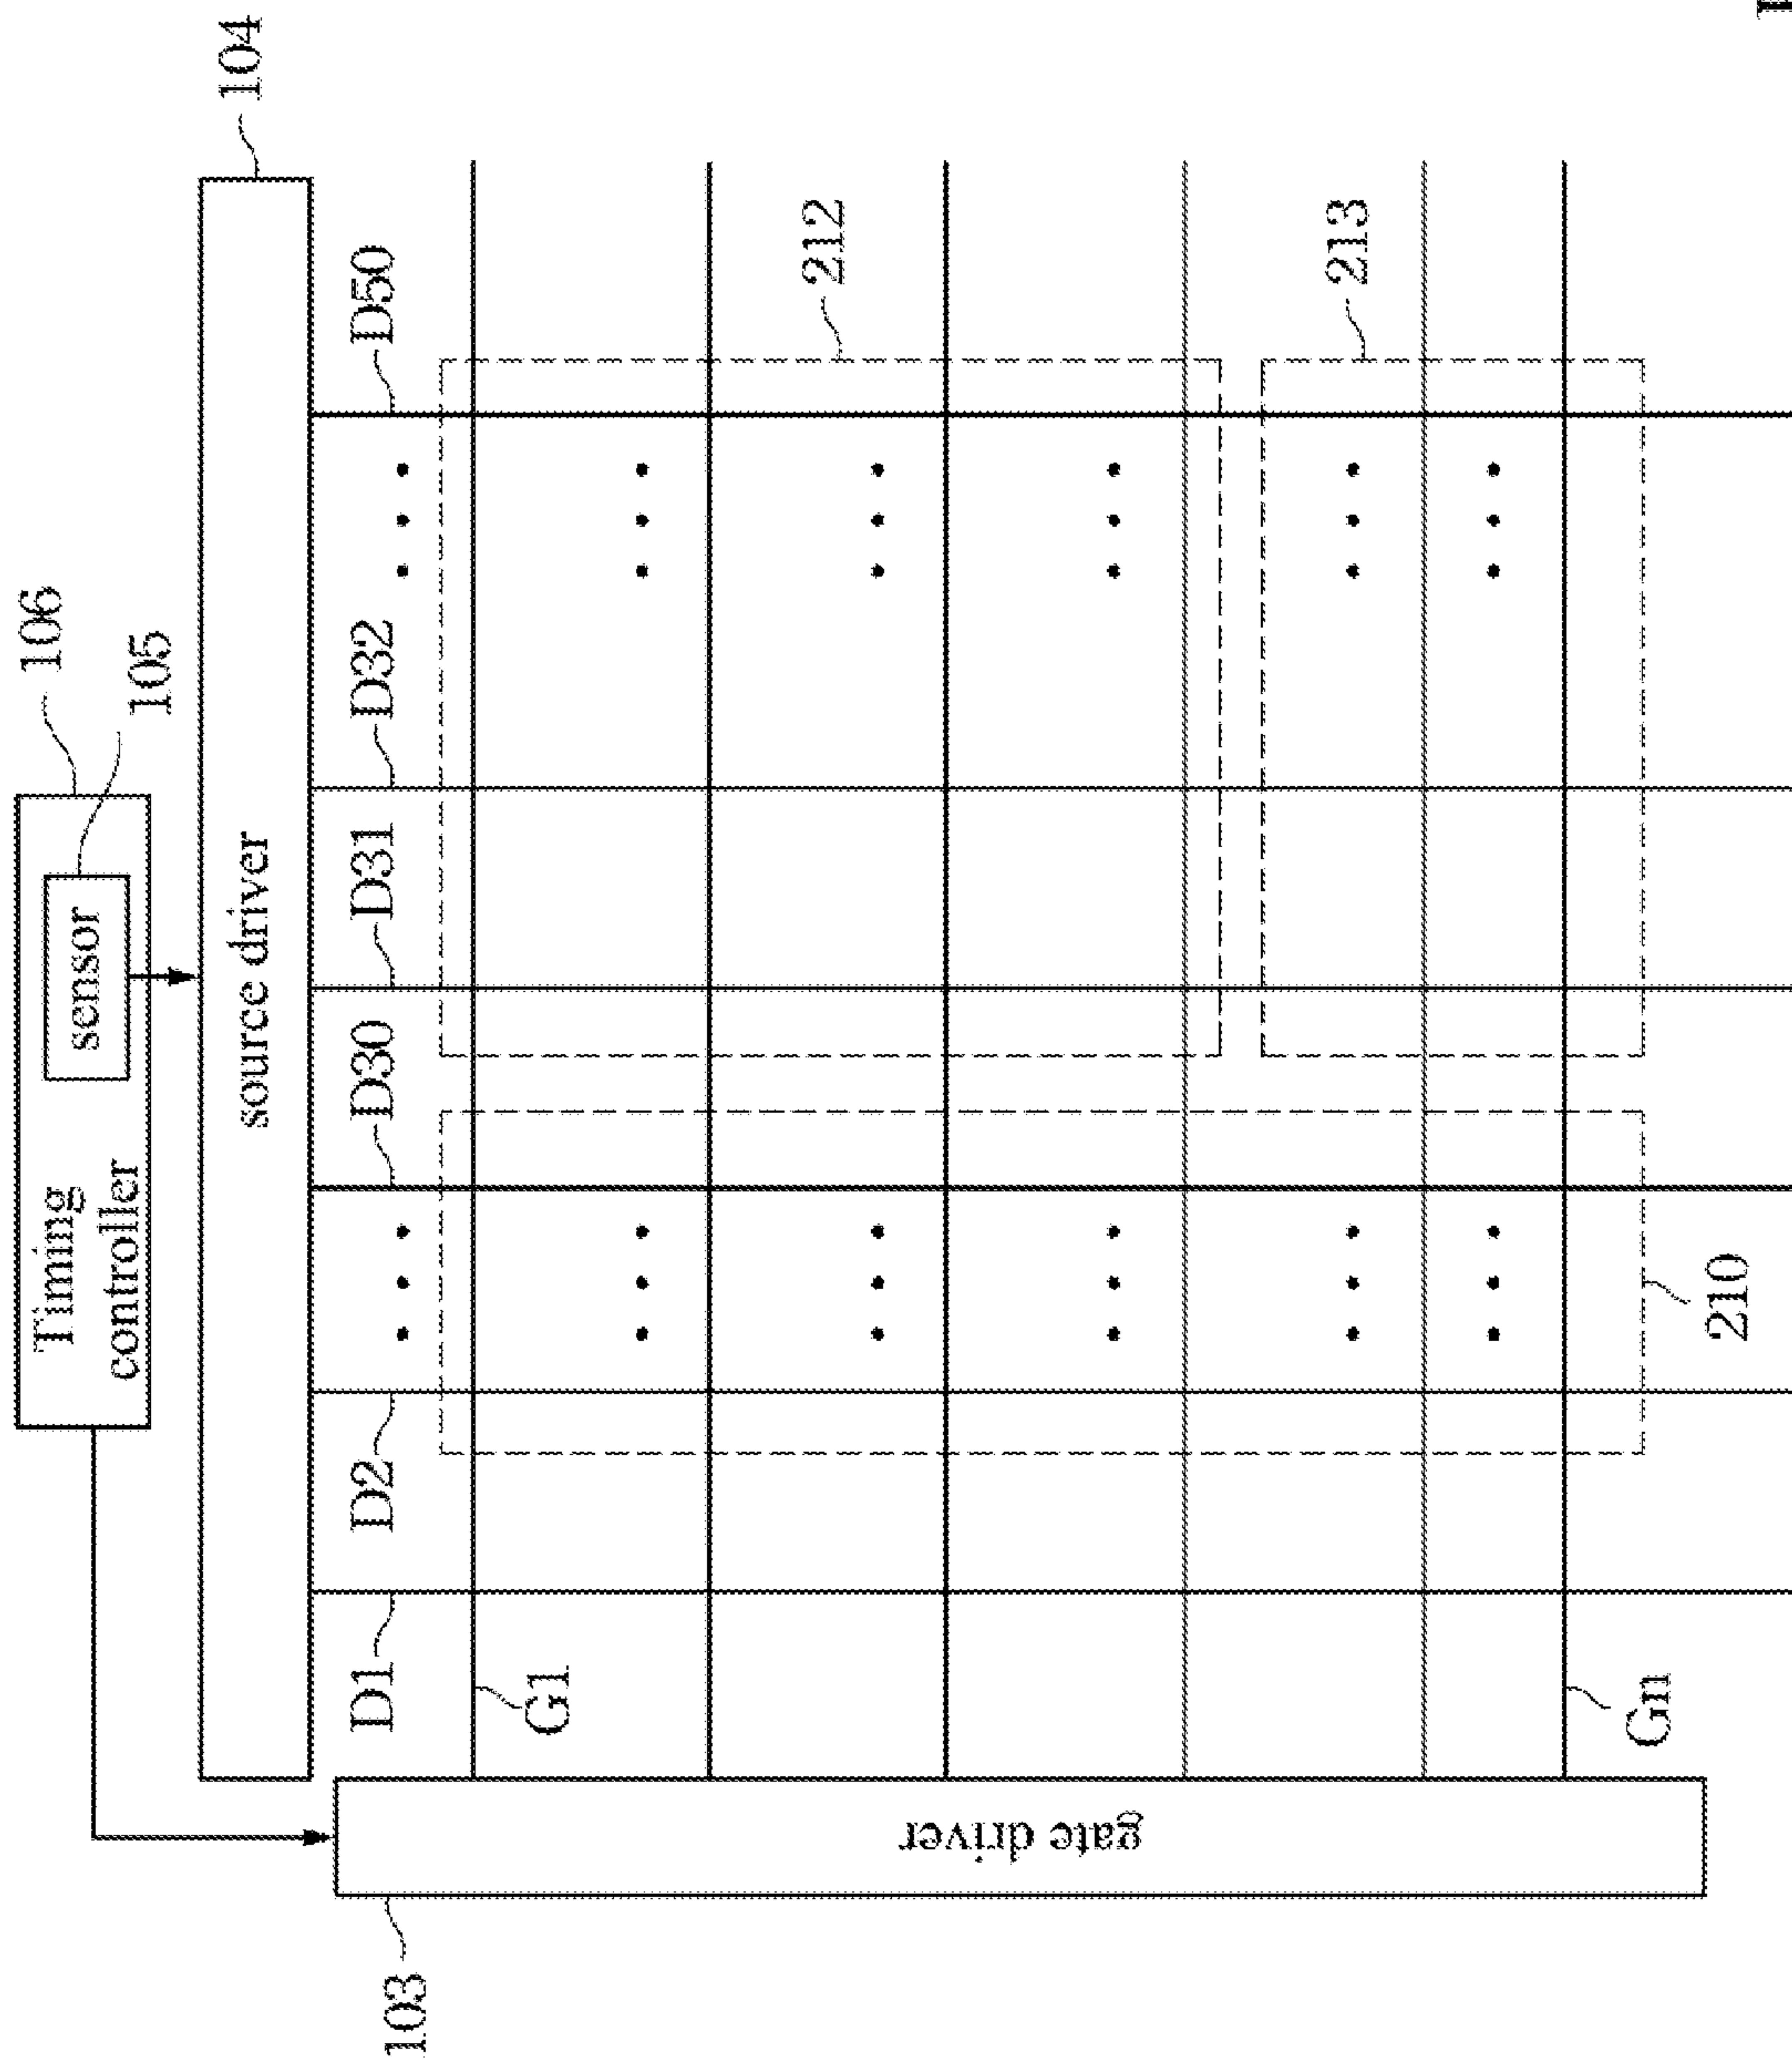 106
105
Timing
controller
sensor
104
source driver
D1
D2
D30
D31
D32
D50
103
gate driver
G1
212
213
Gn
210